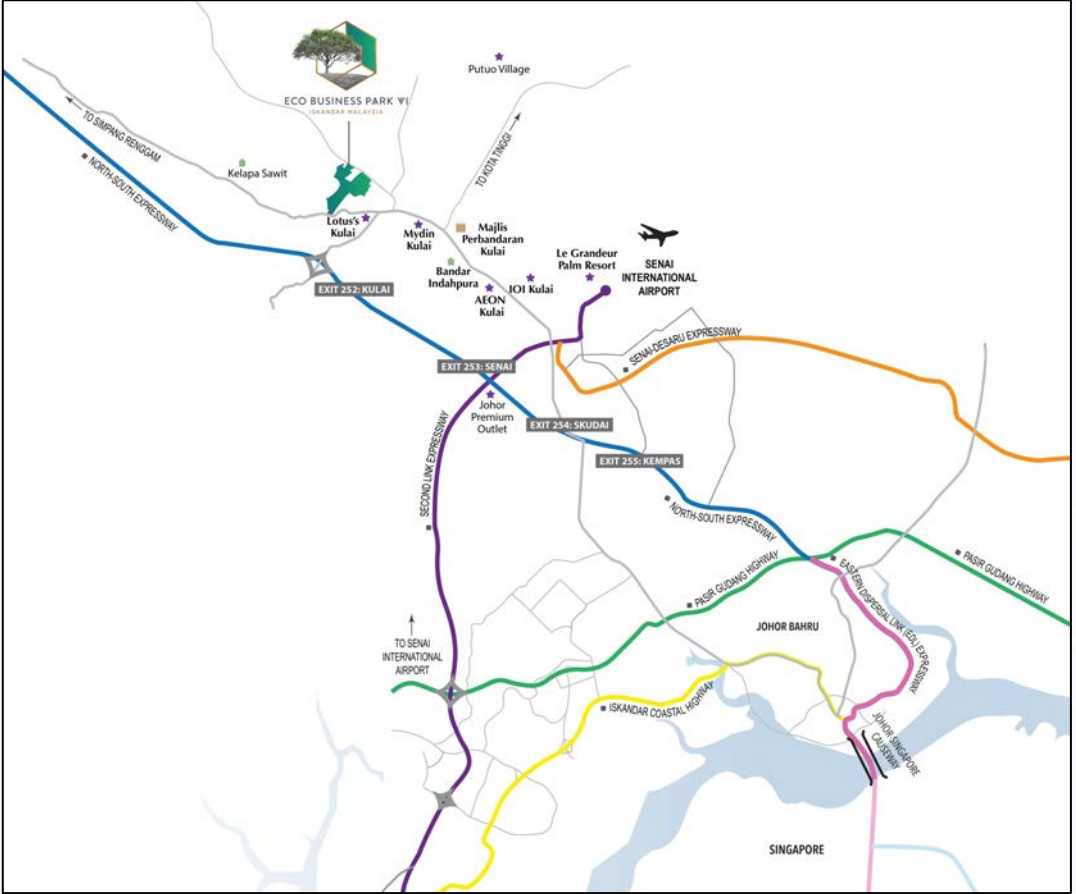 ECO BUSINESS PARK VI
ISKANDAR MALAYSIA
Putuo Village
TO SIMPANG RENGGAM
TO KOTA TINGGI
NORTH-SOUTH EXPRESSWAY
Kelapa Sawit
Lotus's
Kulai
Mydin
Kulai
Majlis
Perbandaran
Kulai
Bandar
Indahpura
AEON
Kulai
IOI Kulai
Le Grandeur
Palm Resort
SENAI
INTERNATIONAL
AIRPORT
EXIT 252: KULAI
SENAI-DESARU EXPRESSWAY
EXIT 253: SENAI
Johor
Premium
Outlet
EXIT 254: SKUDAI
EXIT 255: KEMPAS
SECOND LINK EXPRESSWAY
NORTH-SOUTH EXPRESSWAY
PASIR GUDANG HIGHWAY
PASIR GUDANG HIGHWAY
EASTERN DISPERSAL LINK (EDL) EXPRESSWAY
TO SENAI
INTERNATIONAL
AIRPORT
JOHOR BAHRU
ISKANDAR COASTAL HIGHWAY
JOHOR-SINGAPORE
CAUSEWAY
SINGAPORE